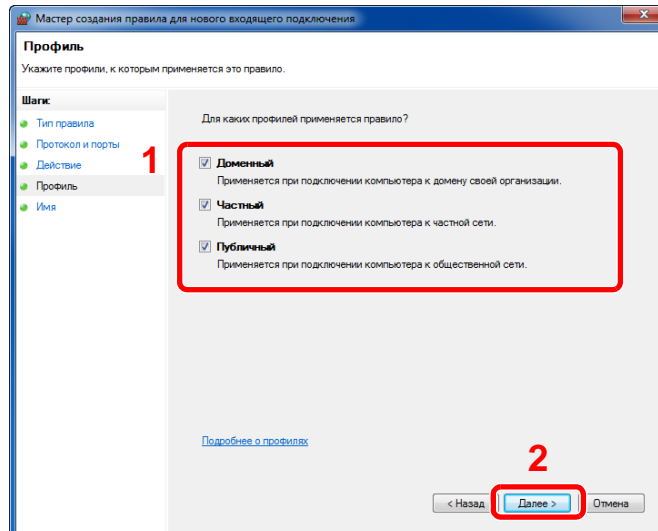 Мастер создания правила для нового входящего подключения
Профиль
Укажите профили, к которым применяется это правило.
Шаги:
Тип правила
Протокол и порты
Действие
Профиль
Имя
1
Для каких профилей применяется правило?
Доменный
Применяется при подключении компьютера к домену своей организации.
Частный
Применяется при подключении компьютера к частной сети.
Публичный
Применяется при подключении компьютера к общественной сети.
Подробнее о профилях
2
< Назад Далее > Отмена